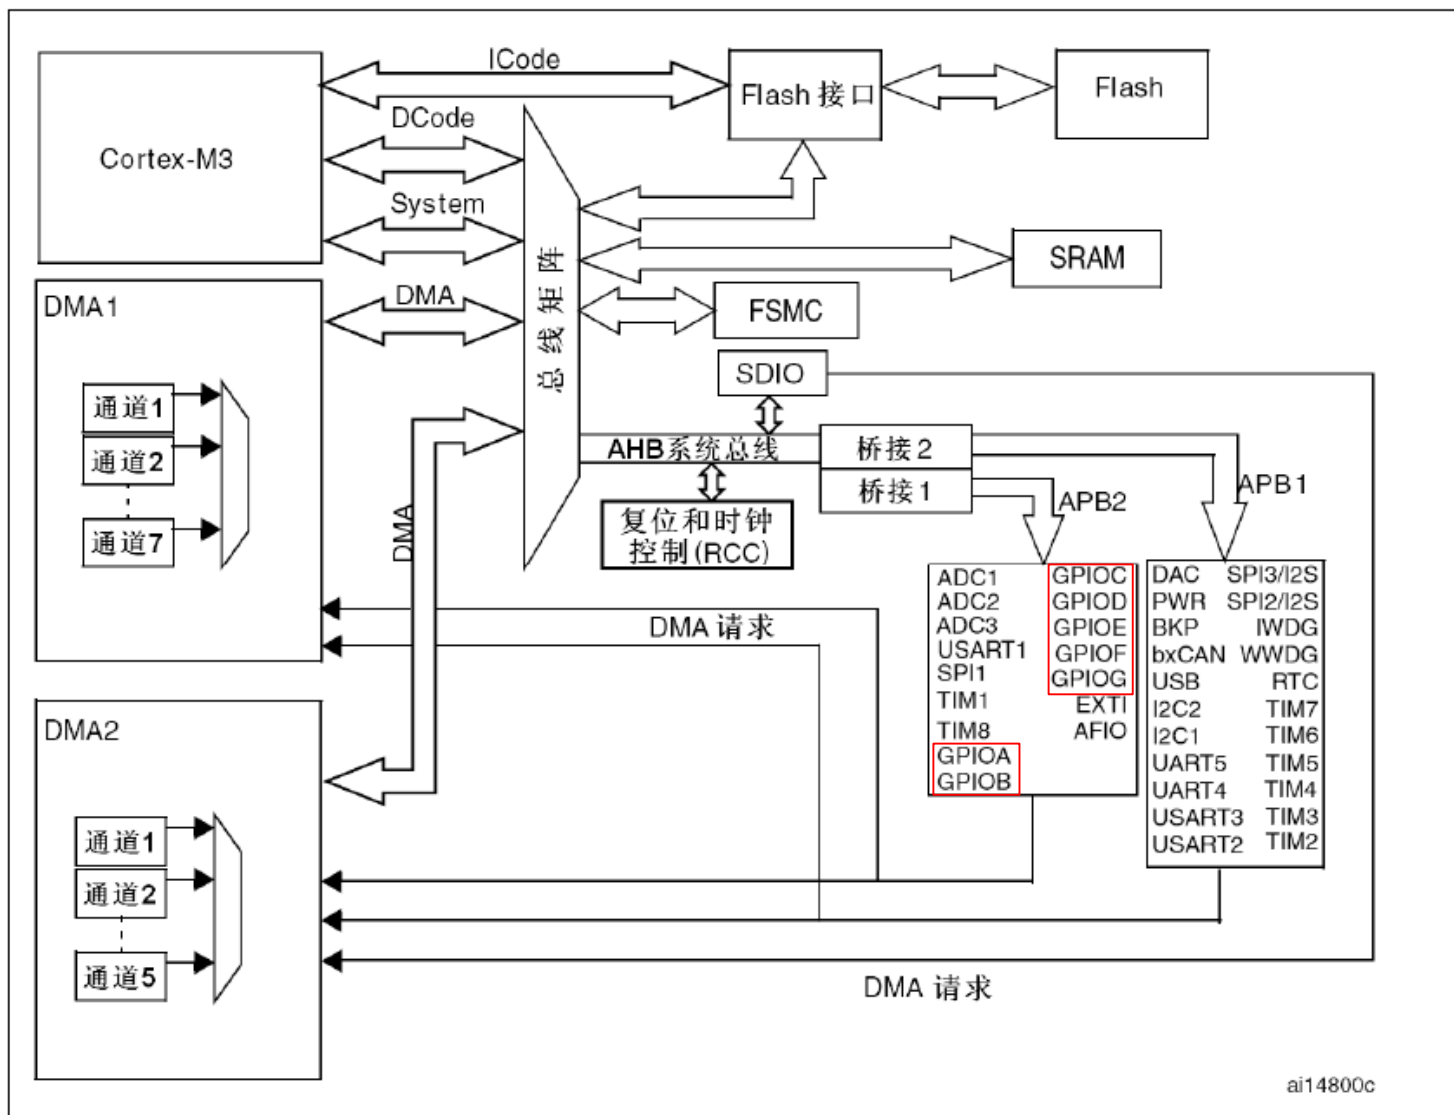 ICode
Flash 接口
Flash
DCode
Cortex-M3
System
SRAM
DMA1
DMA
FSMC
总线矩阵
SDIO
通道1
通道2
通道7
AHB系统总线
桥接2
桥接1
APB2
APB1
复位和时钟
控制(RCC)
DMA
DMA 请求
ADC1 GPIOC
ADC2 GPIOD
ADC3 GPIOE
USART1 GPIOF
SPI1 GPIOG
TIM1 EXTI
TIM8 AFIO
GPIOA
GPIOB
DAC SPI3/I2S
PWR SPI2/I2S
BKP IWDG
bxCAN WWDG
USB RTC
I2C2 TIM7
I2C1 TIM6
UART5 TIM5
UART4 TIM4
USART3 TIM3
USART2 TIM2
DMA2
通道1
通道2
通道5
DMA 请求
ai14800c